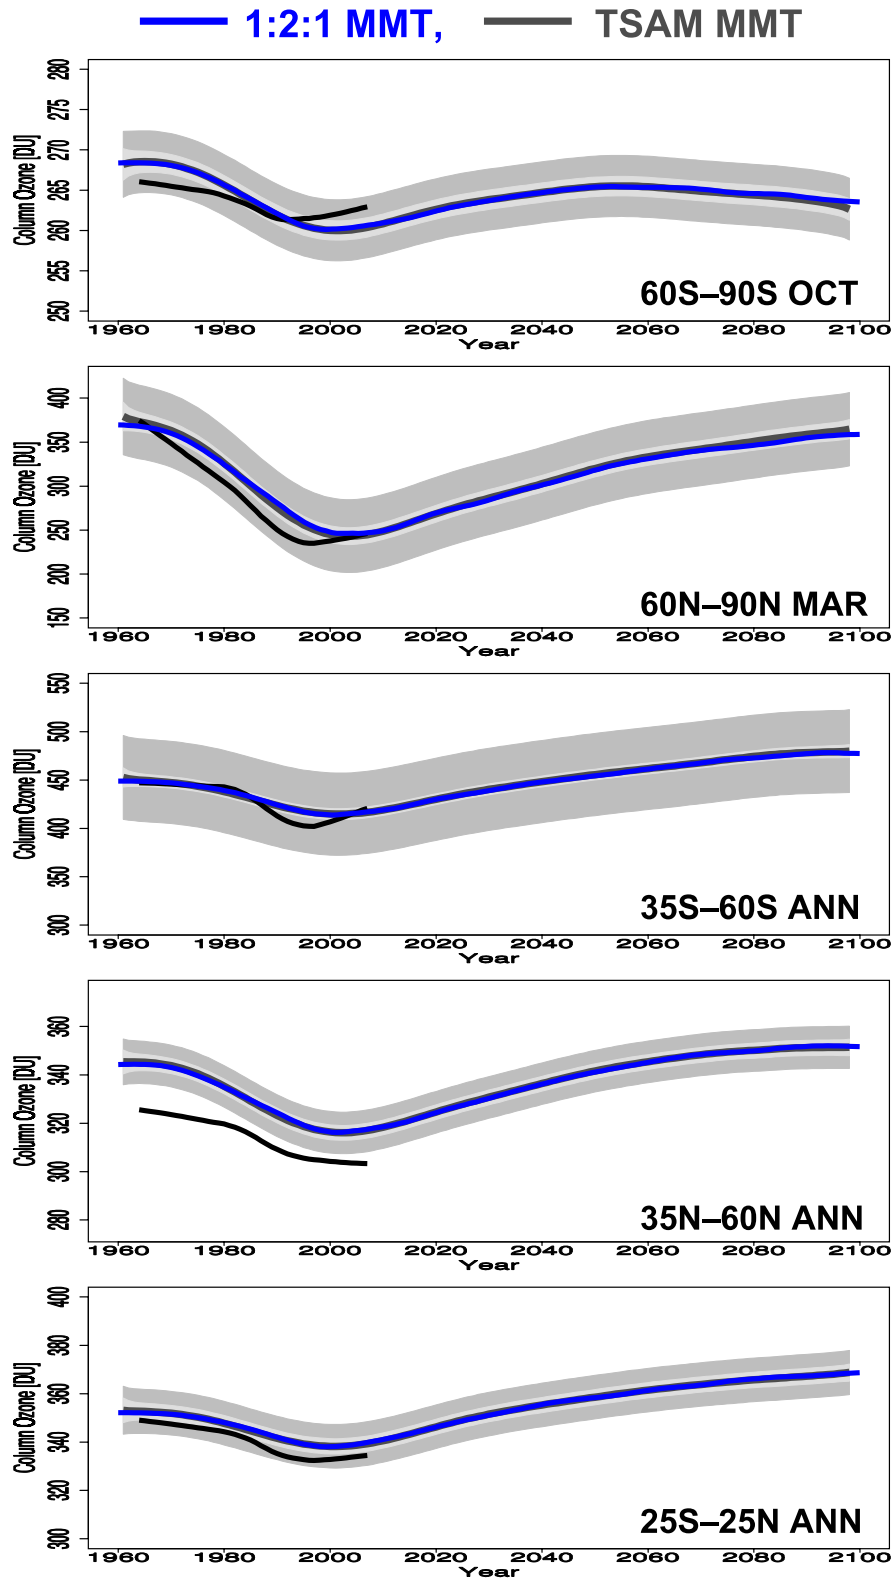 1:2:1 MMT, TSAM MMT
280
275
270
265
260
255
250
Column Ozone [DU]
60S–90S OCT
1960 1980 2000 2020 2040 2060 2080 2100
Year
400
350
300
250
200
150
Column Ozone [DU]
60N–90N MAR
1960 1980 2000 2020 2040 2060 2080 2100
Year
550
500
450
400
350
300
Column Ozone [DU]
35S–60S ANN
1960 1980 2000 2020 2040 2060 2080 2100
Year
360
340
320
300
280
Column Ozone [DU]
35N–60N ANN
1960 1980 2000 2020 2040 2060 2080 2100
Year
400
380
360
340
320
300
Column Ozone [DU]
25S–25N ANN
1960 1980 2000 2020 2040 2060 2080 2100
Year